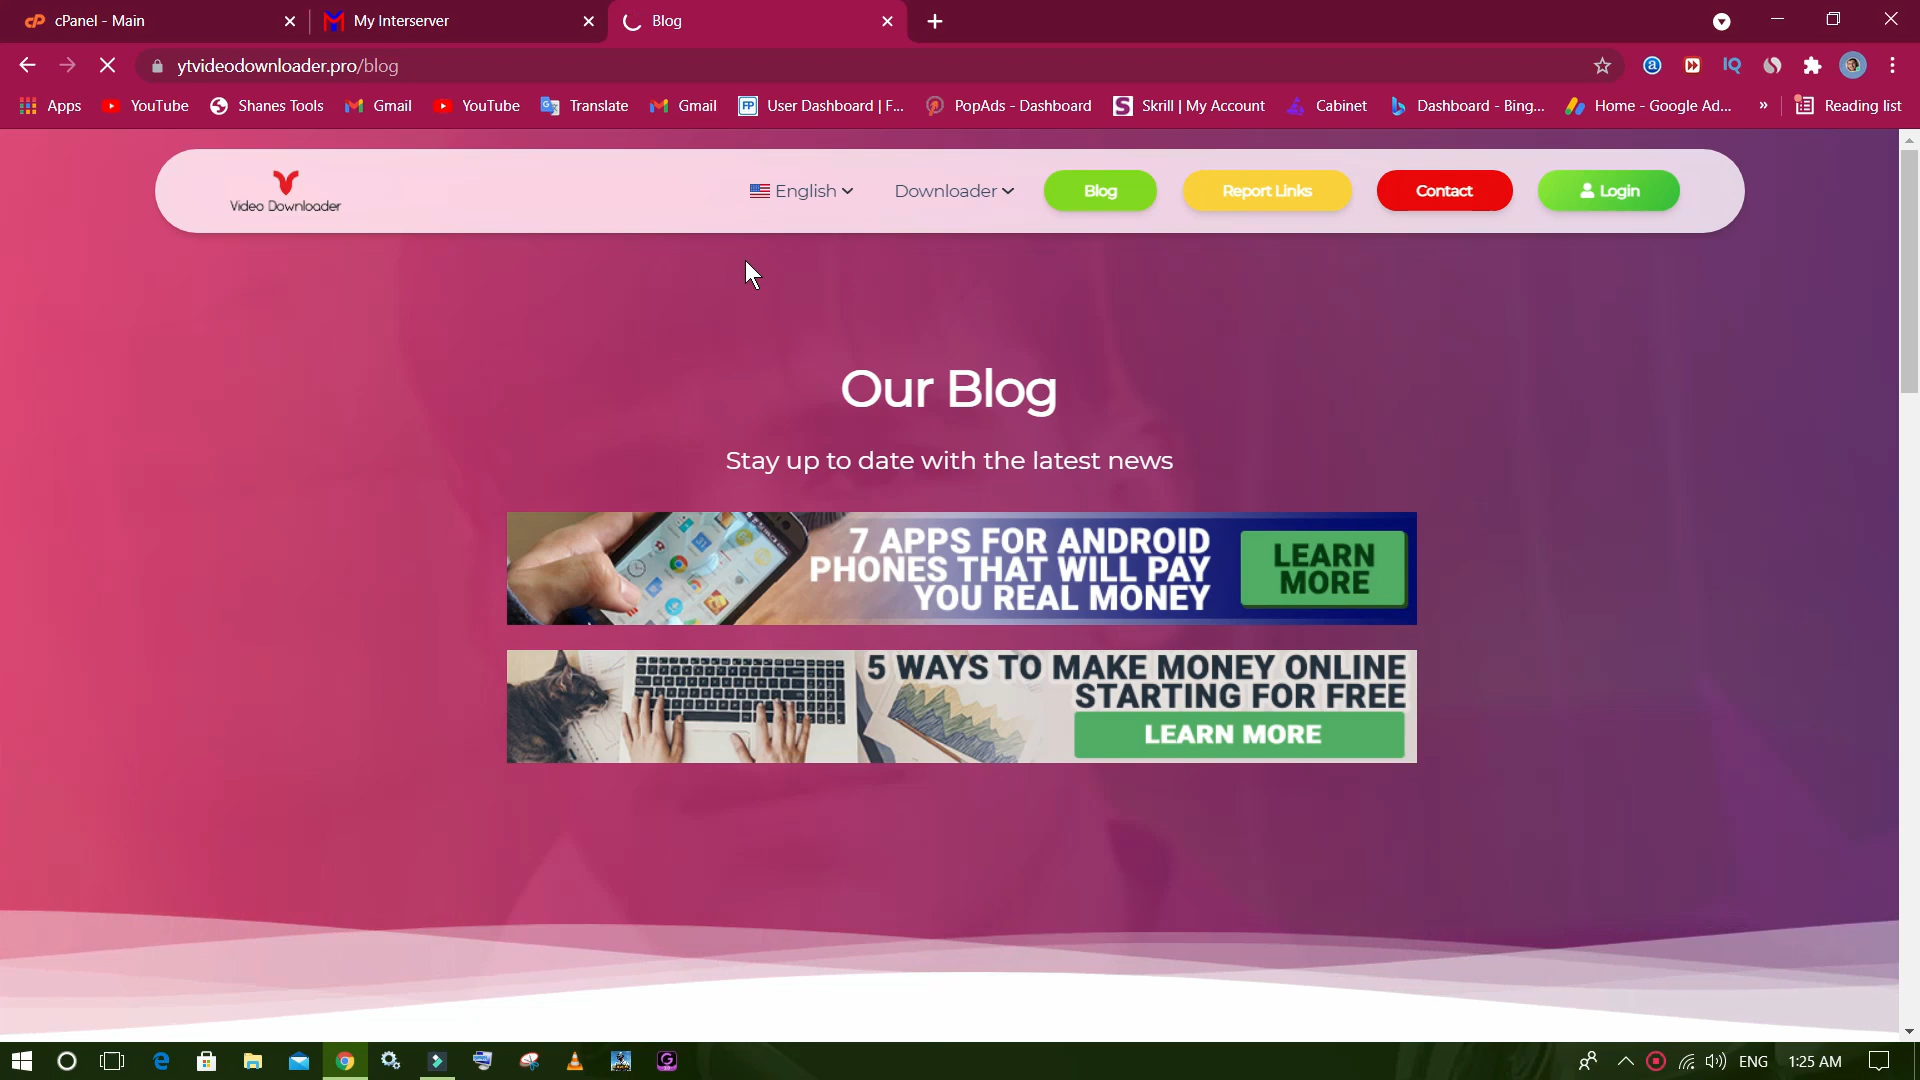 cPanel - Main
My Interserver
Blog
ytvideodownloader.pro/blog
Apps
YouTube
Shanes Tools
Gmail
YouTube
Translate
Gmail
User Dashboard | F...
PopAds - Dashboard
Skrill | My Account
Cabinet
Dashboard - Bing...
Home - Google Ad...
»
Reading list
Video Downloader
English
Downloader
Blog
Report Links
Contact
Login
Our Blog
Stay up to date with the latest news
7 APPS FOR ANDROID
PHONES THAT WILL PAY
YOU REAL MONEY
LEARN
MORE
5 WAYS TO MAKE MONEY ONLINE
STARTING FOR FREE
LEARN MORE
ENG
1:25 AM